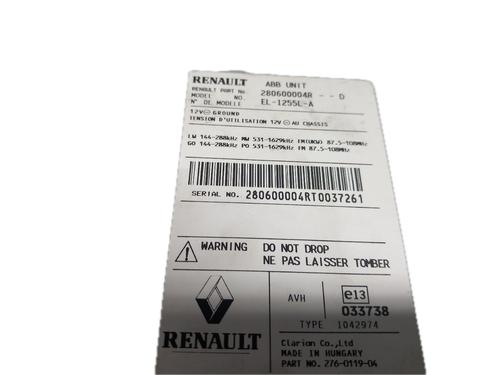 RENAULT ABB UNIT
RENAULT PART No 280600004R - - D
MODEL NO.
N° DE MODELE EL-1255L-A
12V⊖GROUND
TENSION D'UTILISATION 12V ⊖ AU CHASSIS
LW 144-288kHz MW 531-1629kHz FM(UKW) 87.5-108MHz
GO 144-288kHz PO 531-1629kHz FM 87.5-108MHz
SERIAL NO. 280600004RT0037261
WARNING DO NOT DROP
NE PAS LAISSER TOMBER
RENAULT
AVH e13
033738
TYPE 1042974
Clarion Co.,Ltd
MADE IN HUNGARY
PART NO. 276-0119-04